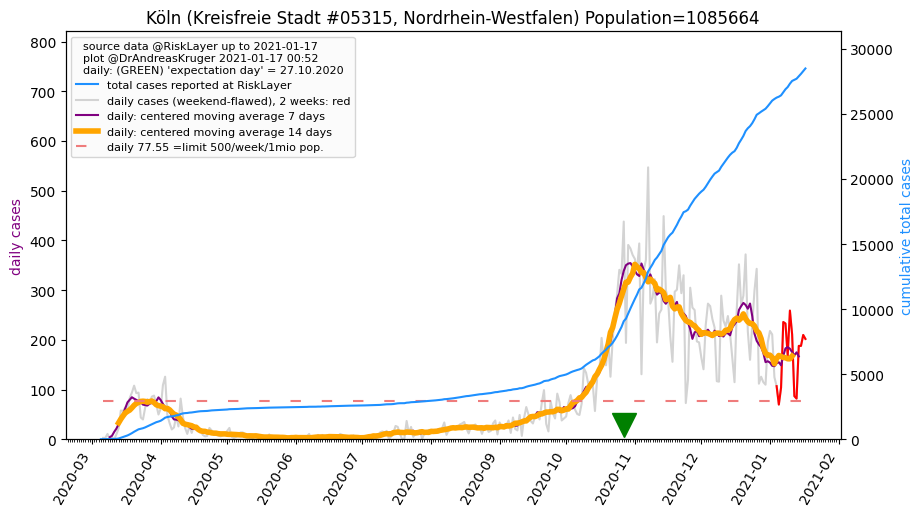 Köln (Kreisfreie Stadt #05315, Nordrhein-Westfalen) Population=1085664
source data @RiskLayer up to 2021-01-17
plot @DrAndreasKruger 2021-01-17 00:52
daily: (GREEN) 'expectation day' = 27.10.2020
total cases reported at RiskLayer
daily cases (weekend-flawed), 2 weeks: red
daily: centered moving average 7 days
daily: centered moving average 14 days
daily 77.55 =limit 500/week/1mio pop.
daily cases
800
700
600
500
400
300
200
100
0
30000
25000
20000
15000
10000
5000
0
cumulative total cases
2020-03
2020-04
2020-05
2020-06
2020-07
2020-08
2020-09
2020-10
2020-11
2020-12
2021-01
2021-02